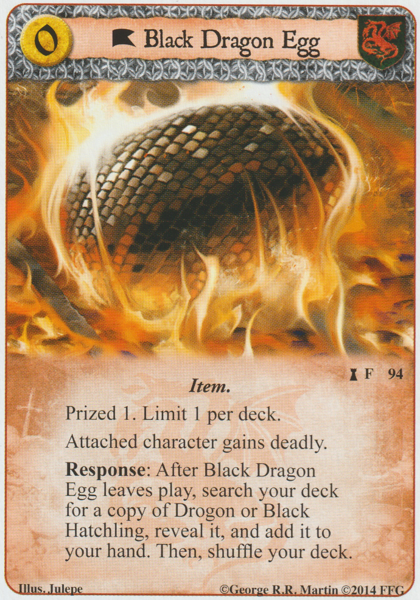 0 Black Dragon Egg
F 94
Item.
Prized 1. Limit 1 per deck.
Attached character gains deadly.
Response: After Black Dragon
Egg leaves play, search your deck
for a copy of Drogon or Black
Hatchling, reveal it, and add it to
your hand. Then, shuffle your deck.
Illus. Julepe ©George R.R. Martin ©2014 FFG